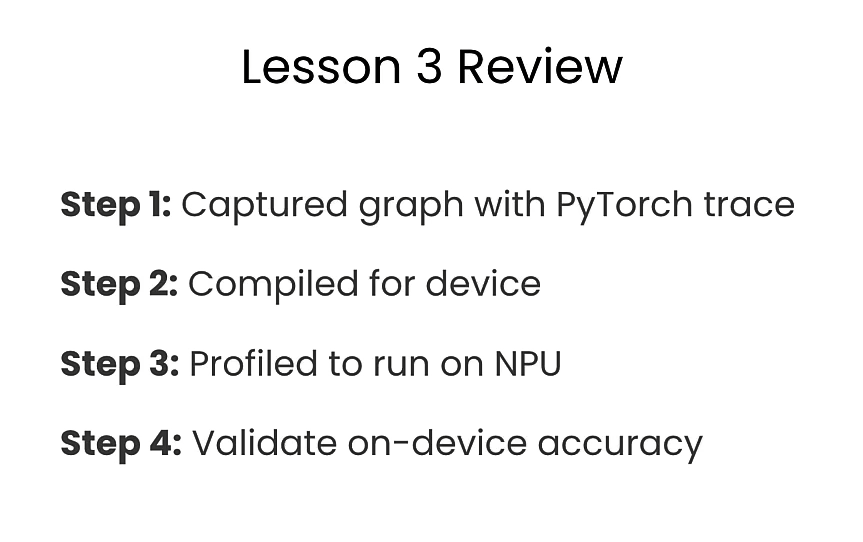 Lesson 3 Review
Step 1: Captured graph with PyTorch trace
Step 2: Compiled for device
Step 3: Profiled to run on NPU
Step 4: Validate on-device accuracy